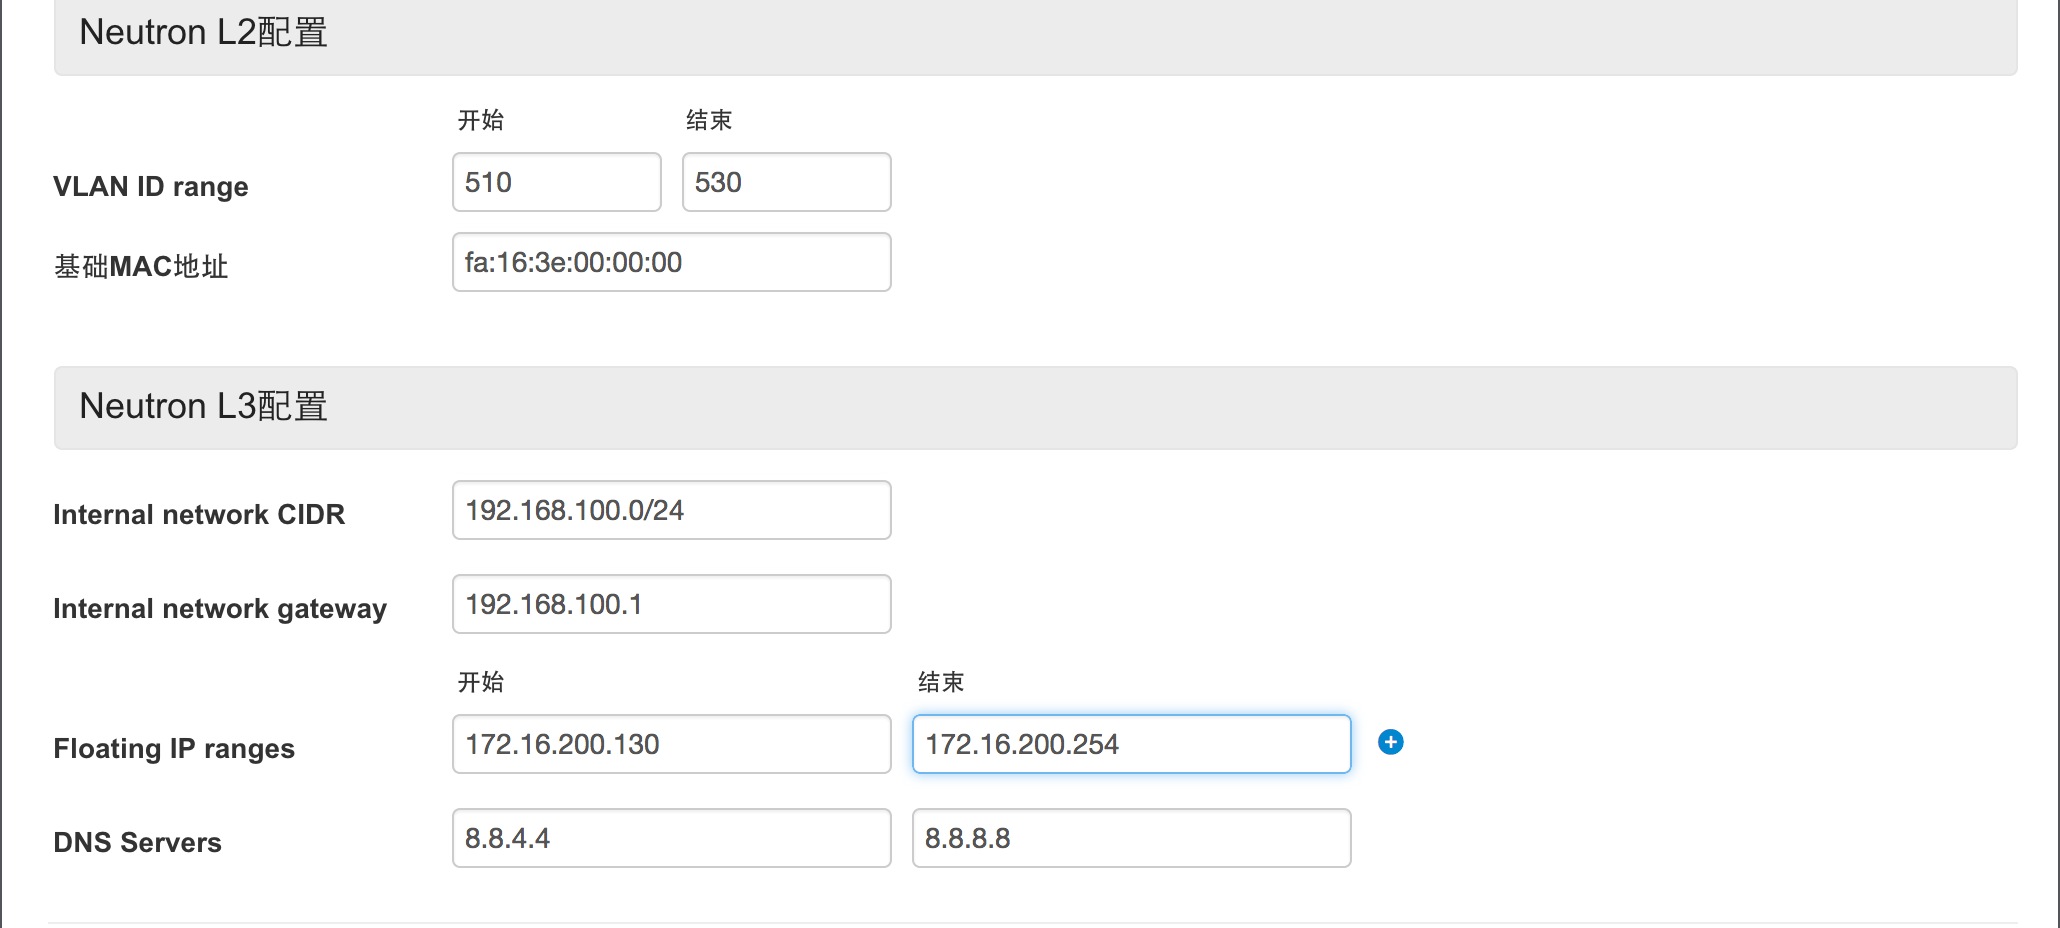 Neutron L2配置
开始 结束
VLAN ID range 510 530
基础MAC地址 fa:16:3e:00:00:00
Neutron L3配置
Internal network CIDR 192.168.100.0/24
Internal network gateway 192.168.100.1
开始 结束
Floating IP ranges 172.16.200.130 172.16.200.254
DNS Servers 8.8.4.4 8.8.8.8